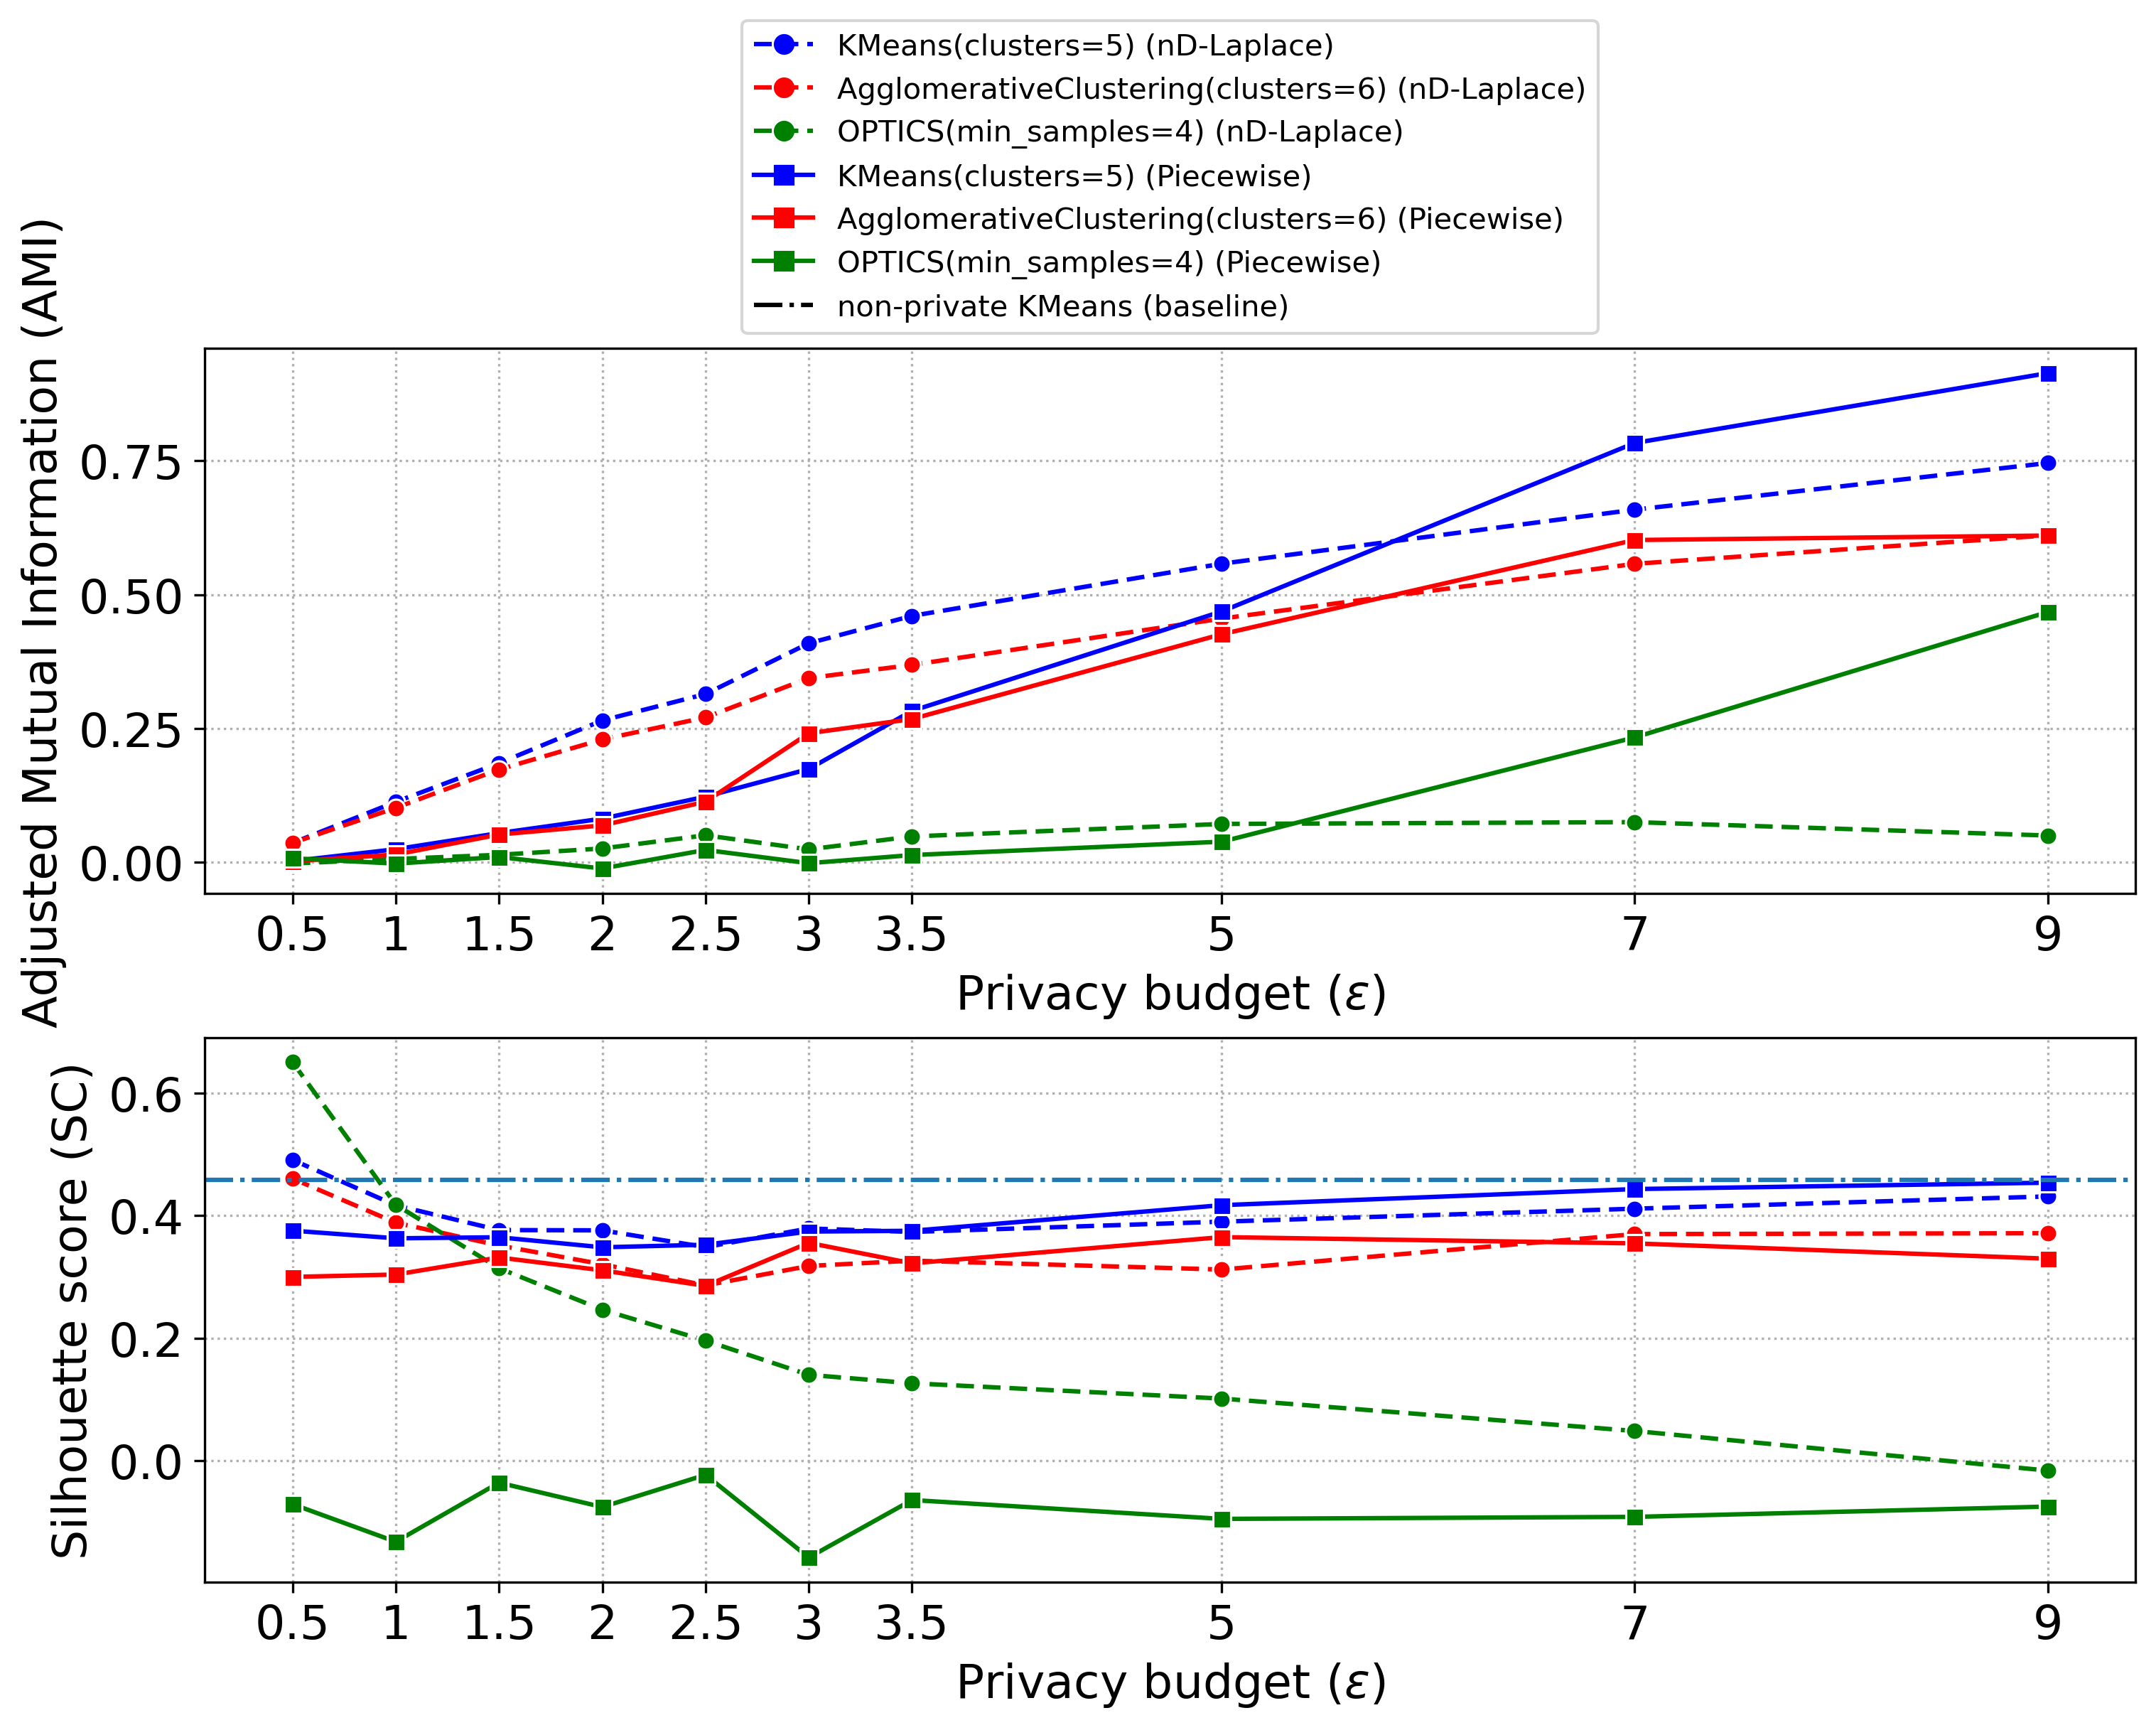 KMeans(clusters=5) (nD-Laplace)
AgglomerativeClustering(clusters=6) (nD-Laplace)
OPTICS(min_samples=4) (nD-Laplace)
KMeans(clusters=5) (Piecewise)
AgglomerativeClustering(clusters=6) (Piecewise)
OPTICS(min_samples=4) (Piecewise)
non-private KMeans (baseline)
Adjusted Mutual Information (AMI)
0.75
0.50
0.25
0.00
0.5 1 1.5 2 2.5 3 3.5 5 7 9
Privacy budget (ε)
Silhouette score (SC)
0.6
0.4
0.2
0.0
0.5 1 1.5 2 2.5 3 3.5 5 7 9
Privacy budget (ε)